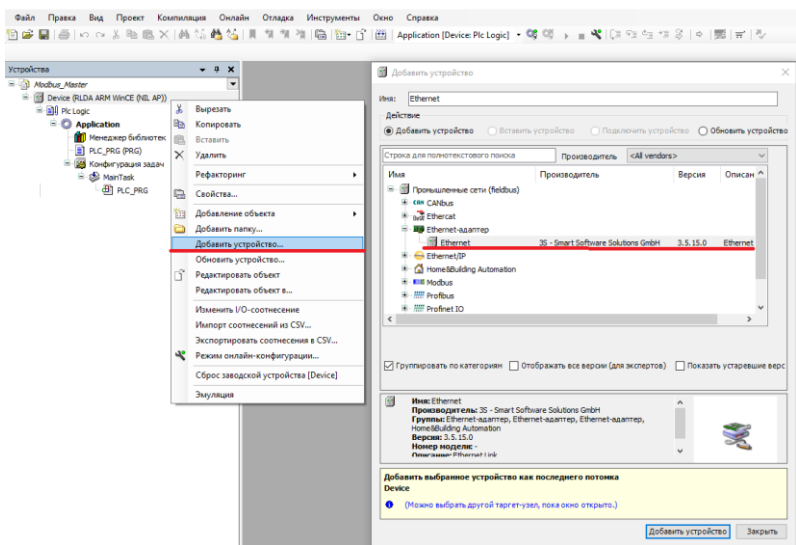 Файл Правка Вид Проект Компиляция Онлайн Отладка Инструменты Окно Справка
Application [Device: Plc Logic]
Устройства
Modbus_Master
Device (RLDA ARM WinCE (NIL AP))
Plc Logic
Application
Менеджер библиотек
PLC_PRG (PRG)
Конфигурация задач
MainTask
PLC_PRG
Вырезать
Копировать
Вставить
Удалить
Рефакторинг
Свойства...
Добавление объекта
Добавить папку...
Добавить устройство...
Обновить устройство...
Редактировать объект
Редактировать объект в...
Изменить I/O-соотнесение
Импорт соотнесений из CSV...
Экспортировать соотнесения в CSV...
Режим онлайн-конфигурации...
Сброс заводской устройства [Device]
Эмуляция
Добавить устройство
Имя: Ethernet
Действие
Добавить устройство Вставить устройство Подключить устройство Обновить устройство
Строка для полнотекстового поиска Производитель <All vendors>
Имя Производитель Версия Описан
Промышленные сети (fieldbus)
CAN CANbus
Ethercat
Ethernet-адаптер
Ethernet 3S - Smart Software Solutions GmbH 3.5.15.0 Ethernet
Ethernet/IP
Home&Building Automation
Modbus
Profibus
Profinet IO
Группировать по категориям Отображать все версии (для экспертов) Показать устаревшие верс
Имя: Ethernet
Производитель: 3S - Smart Software Solutions GmbH
Группы: Ethernet-адаптер, Ethernet-адаптер, Ethernet-адаптер,
Home&Building Automation
Версия: 3.5.15.0
Номер модели: -
Описание: Ethernet Link
Добавить выбранное устройство как последнего потомка
Device
(Можно выбрать другой таргет-узел, пока окно открыто.)
Добавить устройство Закрыть